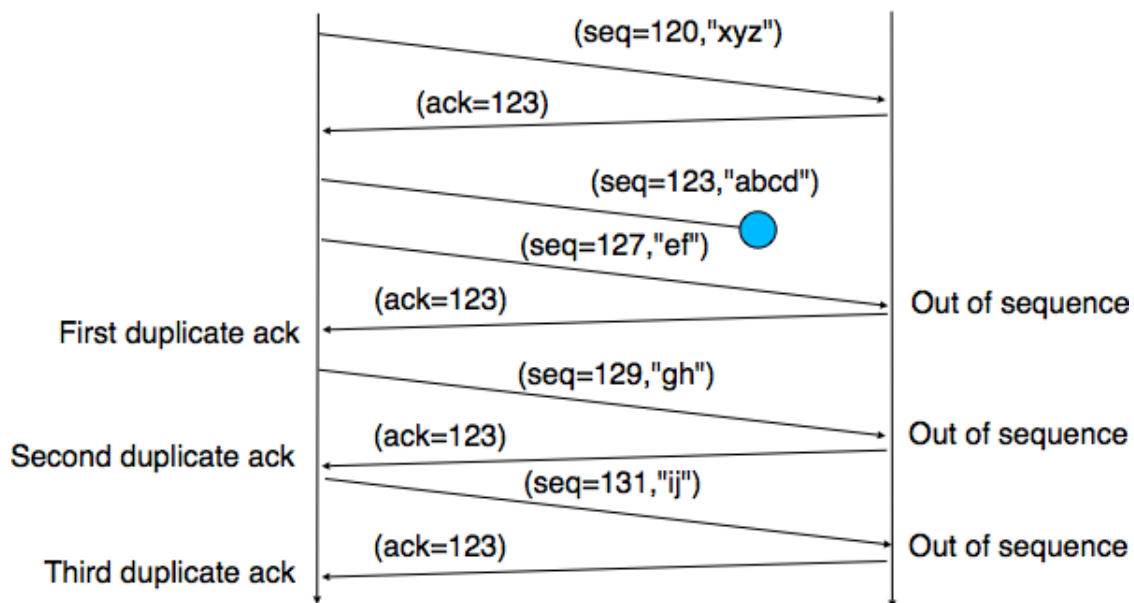 (seq=120,"xyz")
(ack=123)
(seq=123,"abcd")
(seq=127,"ef")
(ack=123)
Out of sequence
First duplicate ack
(seq=129,"gh")
(ack=123)
Out of sequence
Second duplicate ack
(seq=131,"ij")
(ack=123)
Out of sequence
Third duplicate ack